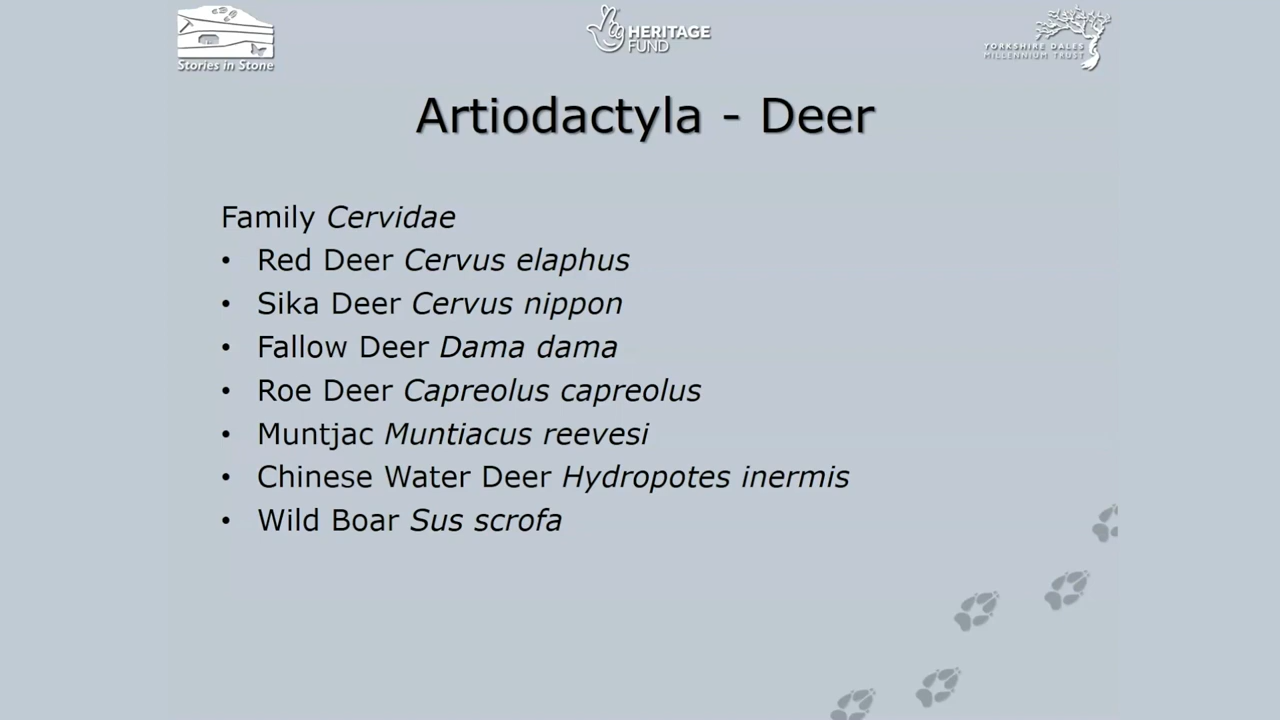 Stories in Stone
HERITAGE
FUND
YORKSHIRE DALES
MILLENNIUM TRUST
Artiodactyla - Deer
Family Cervidae
• Red Deer Cervus elaphus
• Sika Deer Cervus nippon
• Fallow Deer Dama dama
• Roe Deer Capreolus capreolus
• Muntjac Muntiacus reevesi
• Chinese Water Deer Hydropotes inermis
• Wild Boar Sus scrofa